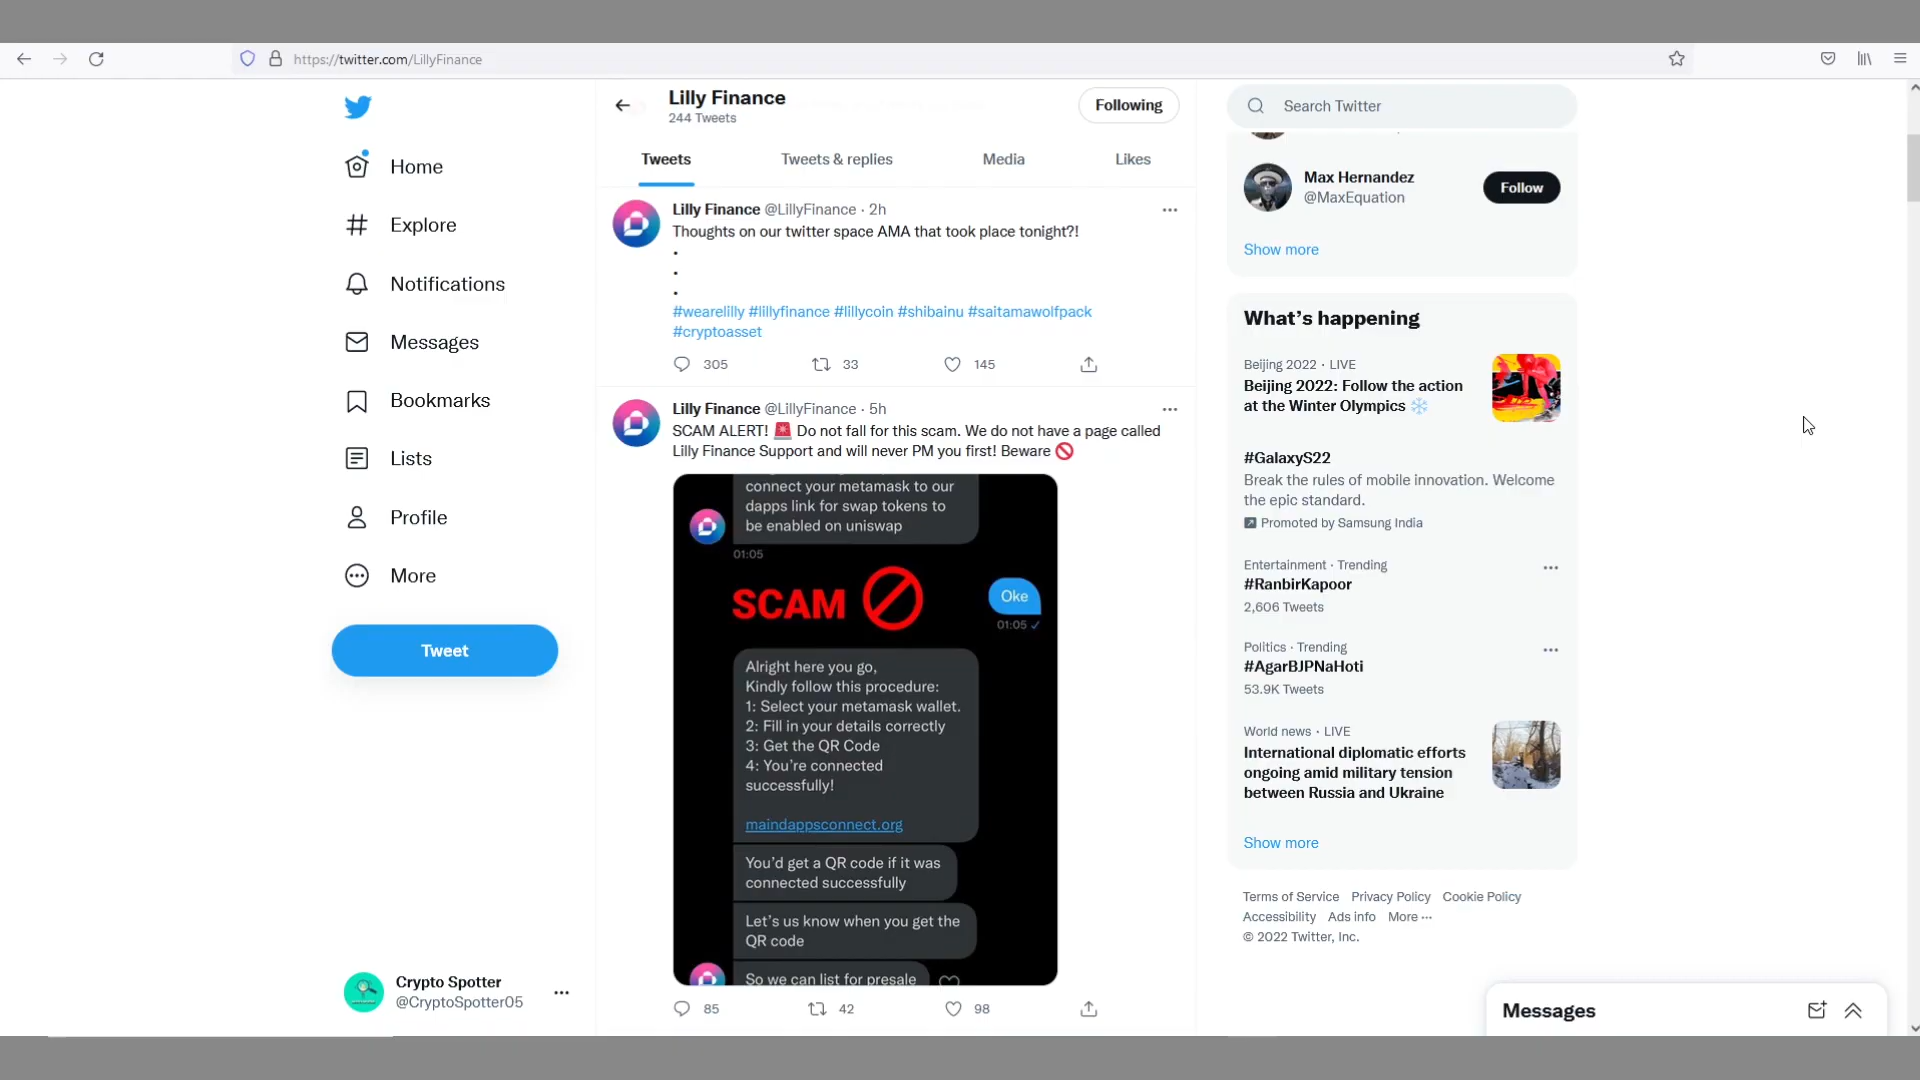 https://twitter.com/LillyFinance
Home
Explore
Notifications
Messages
Bookmarks
Lists
Profile
More
Tweet
Crypto Spotter
@CryptoSpotter05
Lilly Finance
244 Tweets
Following
Tweets
Tweets & replies
Media
Likes
Lilly Finance @LillyFinance · 2h
Thoughts on our twitter space AMA that took place tonight?!
•
•
•
#wearelilly #lillyfinance #lillycoin #shibainu #saitamawolfpack
#cryptoasset
305
33
145
Lilly Finance @LillyFinance · 5h
SCAM ALERT! 🚨 Do not fall for this scam. We do not have a page called
Lilly Finance Support and will never PM you first! Beware 🚫
connect your metamask to our
dapps link for swap tokens to
be enabled on uniswap
01:05
SCAM
Oke
01:05 ✓
Alright here you go,
Kindly follow this procedure:
1: Select your metamask wallet.
2: Fill in your details correctly
3: Get the QR Code
4: You're connected
successfully!
maindappsconnect.org
You'd get a QR code if it was
connected successfully
Let's us know when you get the
QR code
So we can list for presale
85
42
98
Search Twitter
Max Hernandez
@MaxEquation
Follow
Show more
What's happening
Beijing 2022 · LIVE
Beijing 2022: Follow the action
at the Winter Olympics ❄️
#GalaxyS22
Break the rules of mobile innovation. Welcome
the epic standard.
Promoted by Samsung India
Entertainment · Trending
#RanbirKapoor
2,606 Tweets
Politics · Trending
#AgarBJPNaHoti
53.9K Tweets
World news · LIVE
International diplomatic efforts
ongoing amid military tension
between Russia and Ukraine
Show more
Terms of Service Privacy Policy Cookie Policy
Accessibility Ads info More ···
© 2022 Twitter, Inc.
Messages